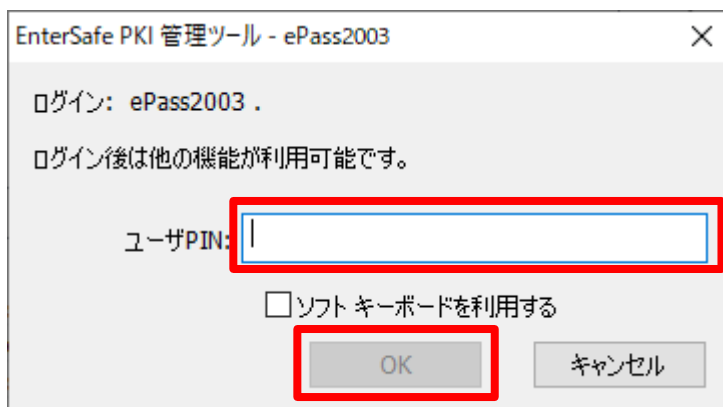 EnterSafe PKI 管理ツール - ePass2003
ログイン: ePass2003 .
ログイン後は他の機能が利用可能です。
ユーザPIN:
ソフト キーボードを利用する
OK キャンセル